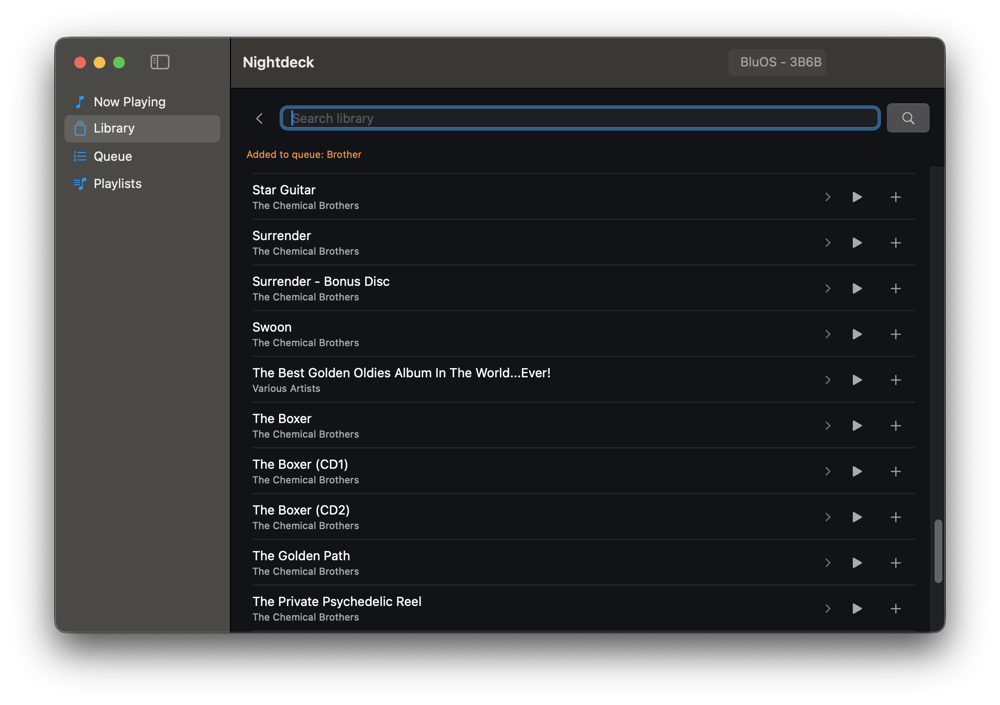 Nightdeck
BluOS - 3B6B
Now Playing
Library
Queue
Playlists
Search library
Added to queue: Brother
Star Guitar
The Chemical Brothers
Surrender
The Chemical Brothers
Surrender - Bonus Disc
The Chemical Brothers
Swoon
The Chemical Brothers
The Best Golden Oldies Album In The World...Ever!
Various Artists
The Boxer
The Chemical Brothers
The Boxer (CD1)
The Chemical Brothers
The Boxer (CD2)
The Chemical Brothers
The Golden Path
The Chemical Brothers
The Private Psychedelic Reel
The Chemical Brothers